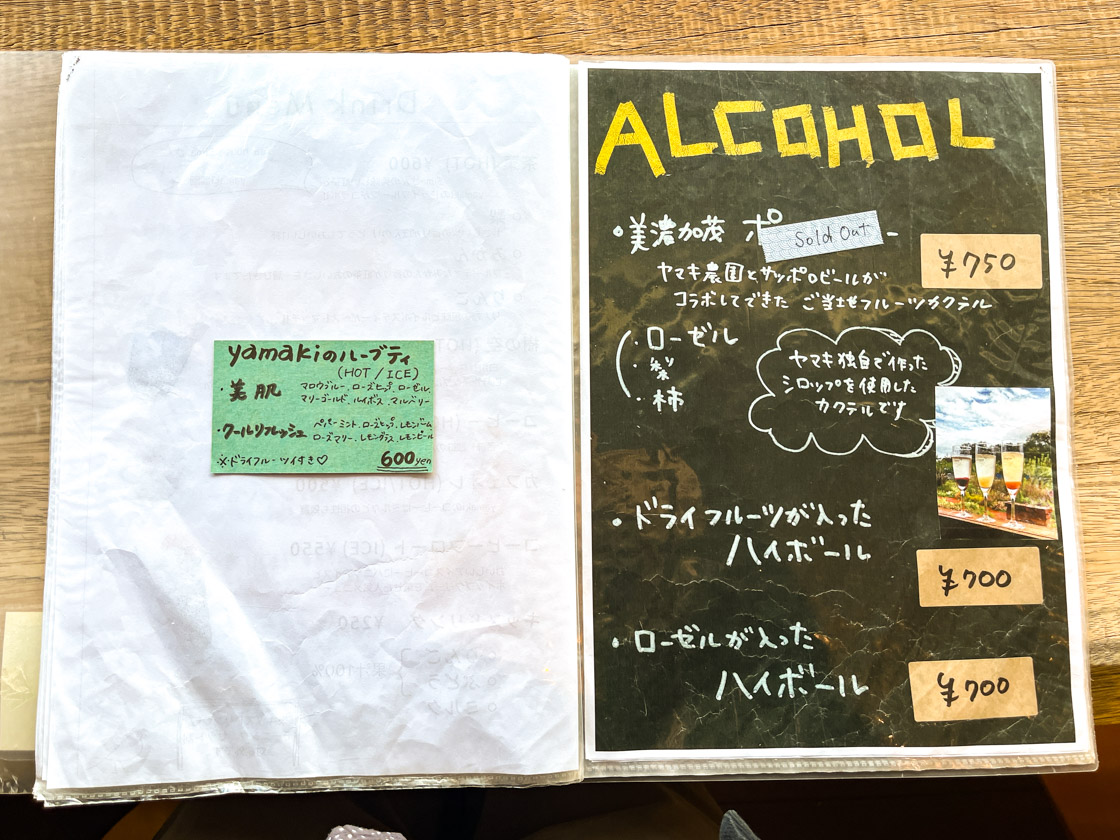 yamakiのハーブティ
(HOT / ICE)
・美肌
マロウブルー、ローズヒップ、ローゼル、
マリーゴールド、ルイボス、マルベリー
・クールリフレッシュ
ペパーミント、ローズヒップ、レモンバーム
ローズマリー、レモングラス、レモンピール
※ドライフルーツ付き♡
600yen
ALCOHOL
・美濃加茂 ポ
Sold Out
¥750
ヤマキ農園とサッポロビールが
コラボしてできた ご当地フルーツカクテル
・ローゼル
・梨
・柿
ヤマキ独自で作った
シロップを使用した
カクテルです
・ドライフルーツが入った
ハイボール
¥700
・ローゼルが入った
ハイボール
¥700